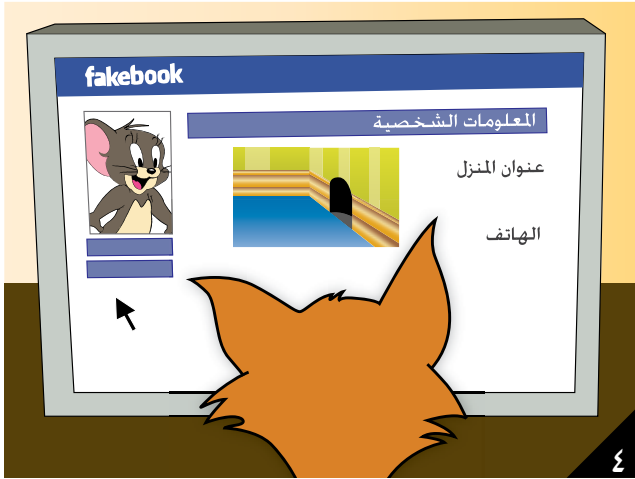 fakebook
المعلومات الشخصية
عنوان المنزل
الهاتف
٤